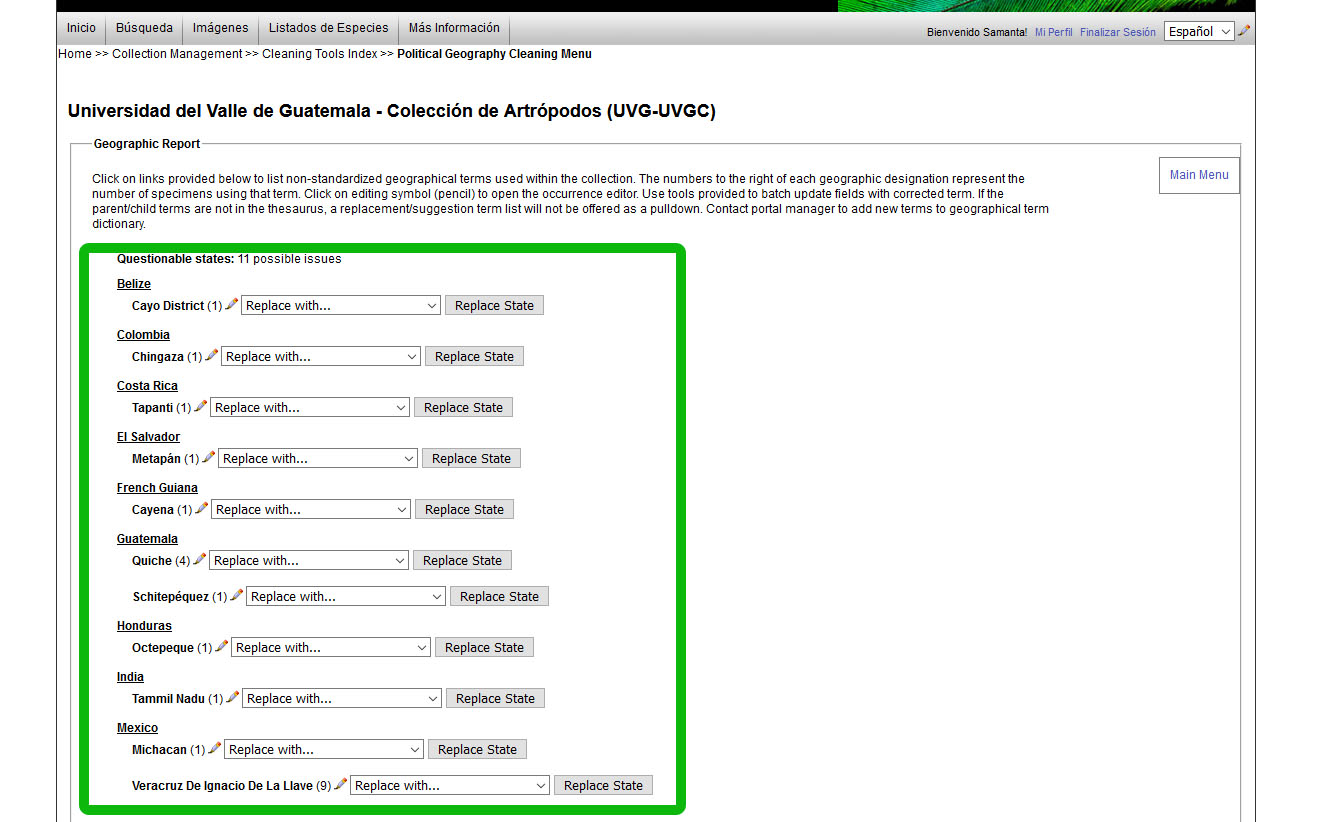 Inicio Búsqueda Imágenes Listados de Especies Más Información
Bienvenido Samanta! Mi Perfil Finalizar Sesión Español
Home >> Collection Management >> Cleaning Tools Index >> Political Geography Cleaning Menu
Universidad del Valle de Guatemala - Colección de Artrópodos (UVG-UVGC)
Geographic Report
Main Menu
Click on links provided below to list non-standardized geographical terms used within the collection. The numbers to the right of each geographic designation represent the
number of specimens using that term. Click on editing symbol (pencil) to open the occurrence editor. Use tools provided to batch update fields with corrected term. If the
parent/child terms are not in the thesaurus, a replacement/suggestion term list will not be offered as a pulldown. Contact portal manager to add new terms to geographical term
dictionary.
Questionable states: 11 possible issues
Belize
Cayo District (1) Replace with... Replace State
Colombia
Chingaza (1) Replace with... Replace State
Costa Rica
Tapanti (1) Replace with... Replace State
El Salvador
Metapán (1) Replace with... Replace State
French Guiana
Cayena (1) Replace with... Replace State
Guatemala
Quiche (4) Replace with... Replace State
Schitepéquez (1) Replace with... Replace State
Honduras
Octepeque (1) Replace with... Replace State
India
Tammil Nadu (1) Replace with... Replace State
Mexico
Michacan (1) Replace with... Replace State
Veracruz De Ignacio De La Llave (9) Replace with... Replace State